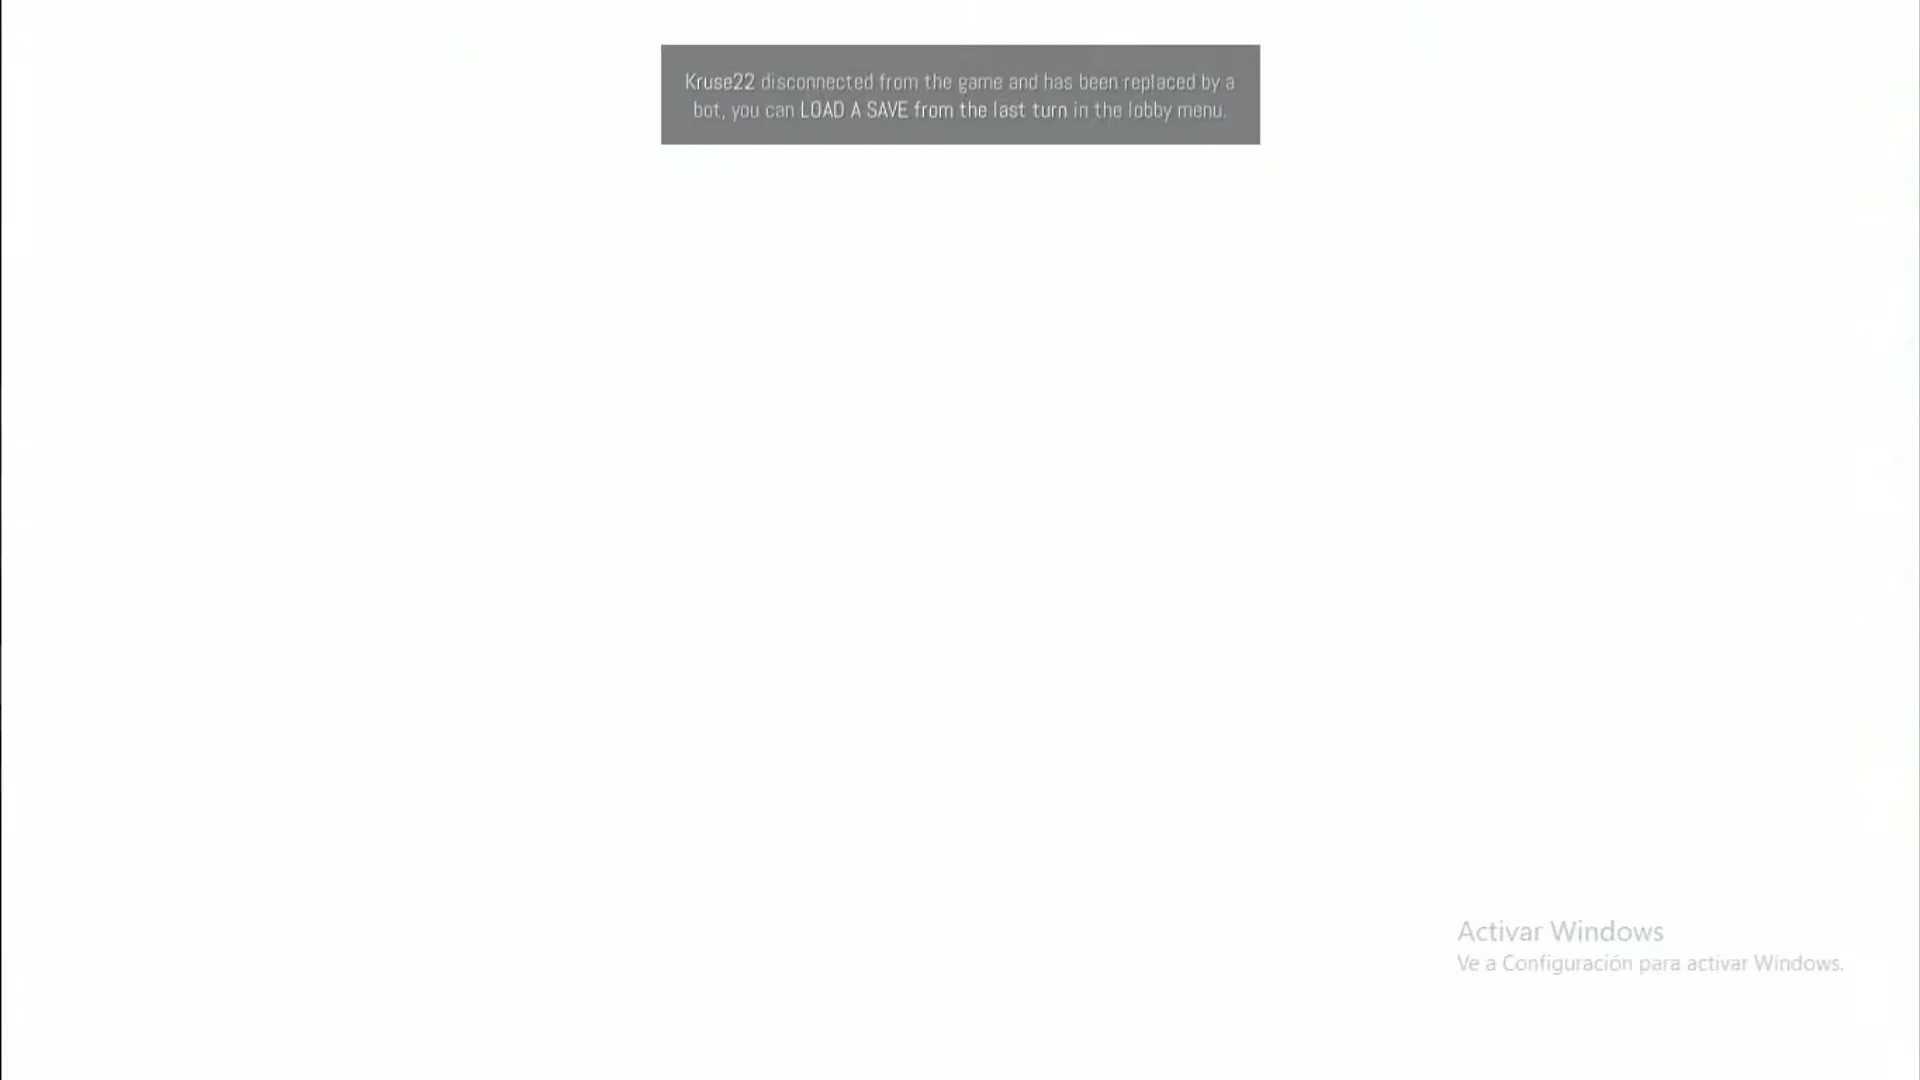 Kruse22 disconnected from the game and has been replaced by a
bot, you can LOAD A SAVE from the last turn in the lobby menu.
Activar Windows
Ve a Configuración para activar Windows.